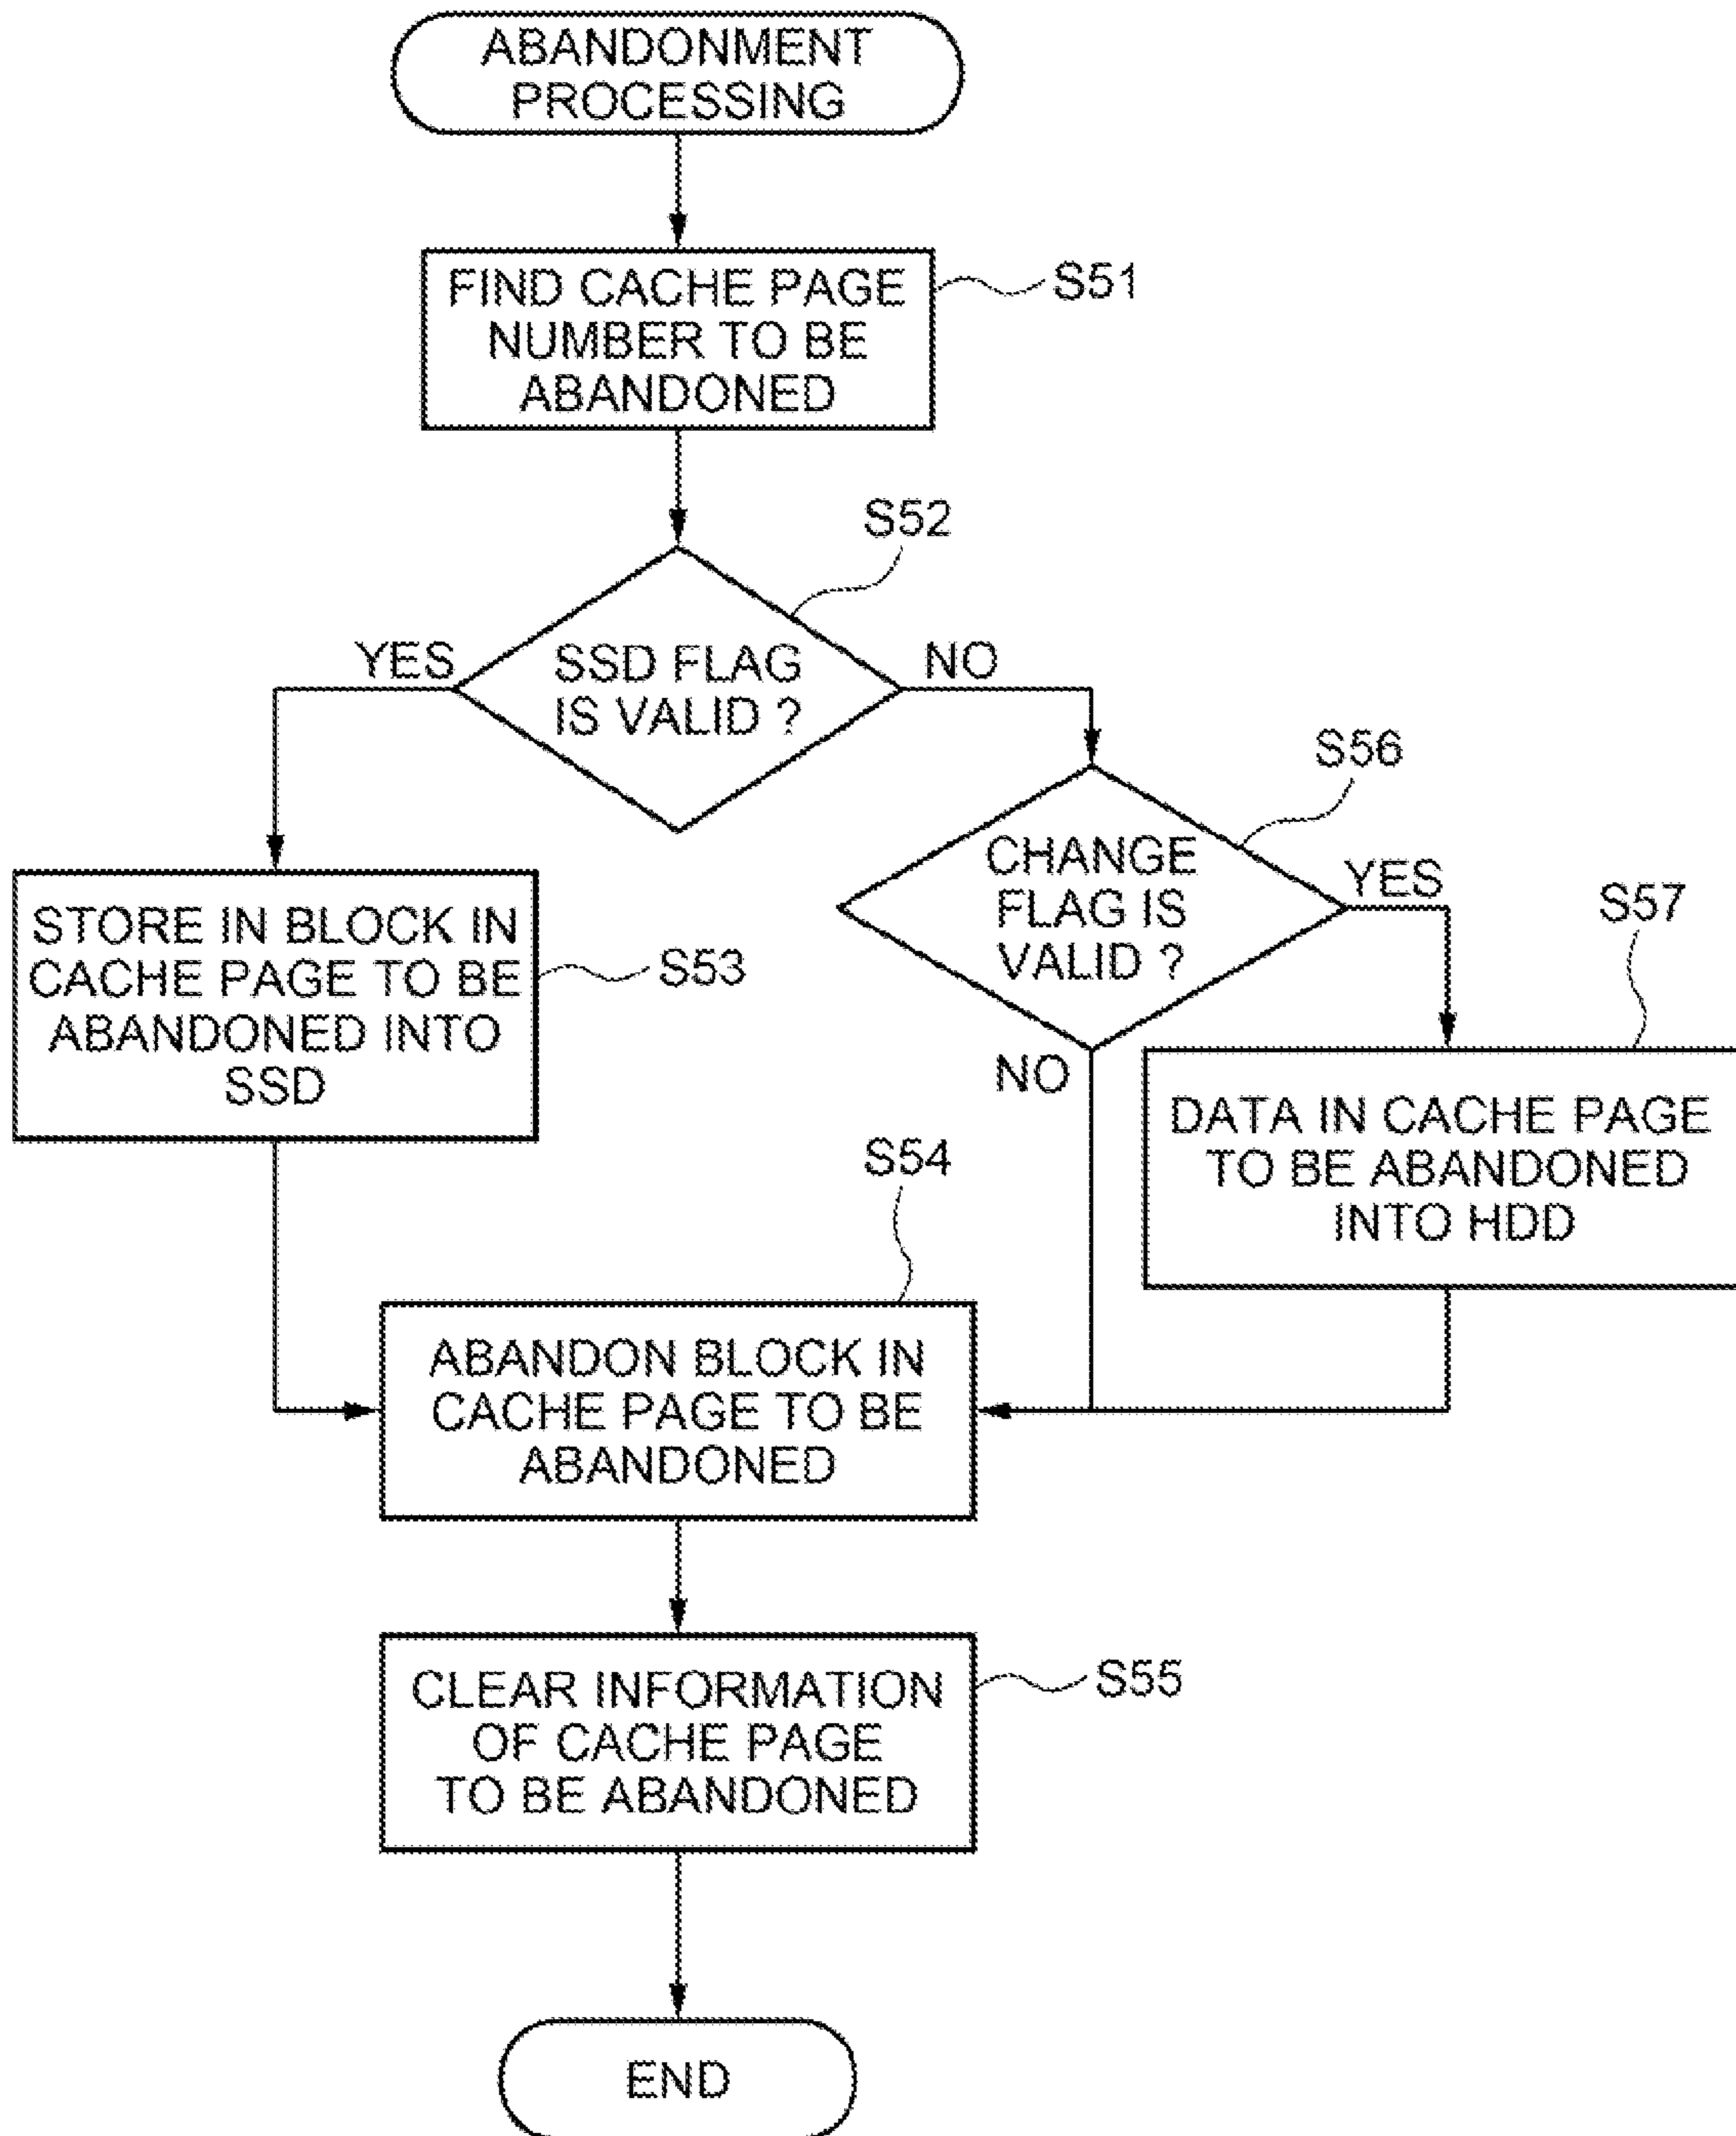 ABANDONMENT
PROCESSING
FIND CACHE PAGE
NUMBER TO BE
ABANDONED
S51
S52
YES
SSD FLAG
IS VALID ?
NO
S56
CHANGE
FLAG IS
VALID ?
YES
NO
S57
STORE IN BLOCK IN
CACHE PAGE TO BE
ABANDONED INTO
SSD
S53
DATA IN CACHE PAGE
TO BE ABANDONED
INTO HDD
S54
ABANDON BLOCK IN
CACHE PAGE TO BE
ABANDONED
CLEAR INFORMATION
OF CACHE PAGE
TO BE ABANDONED
S55
END